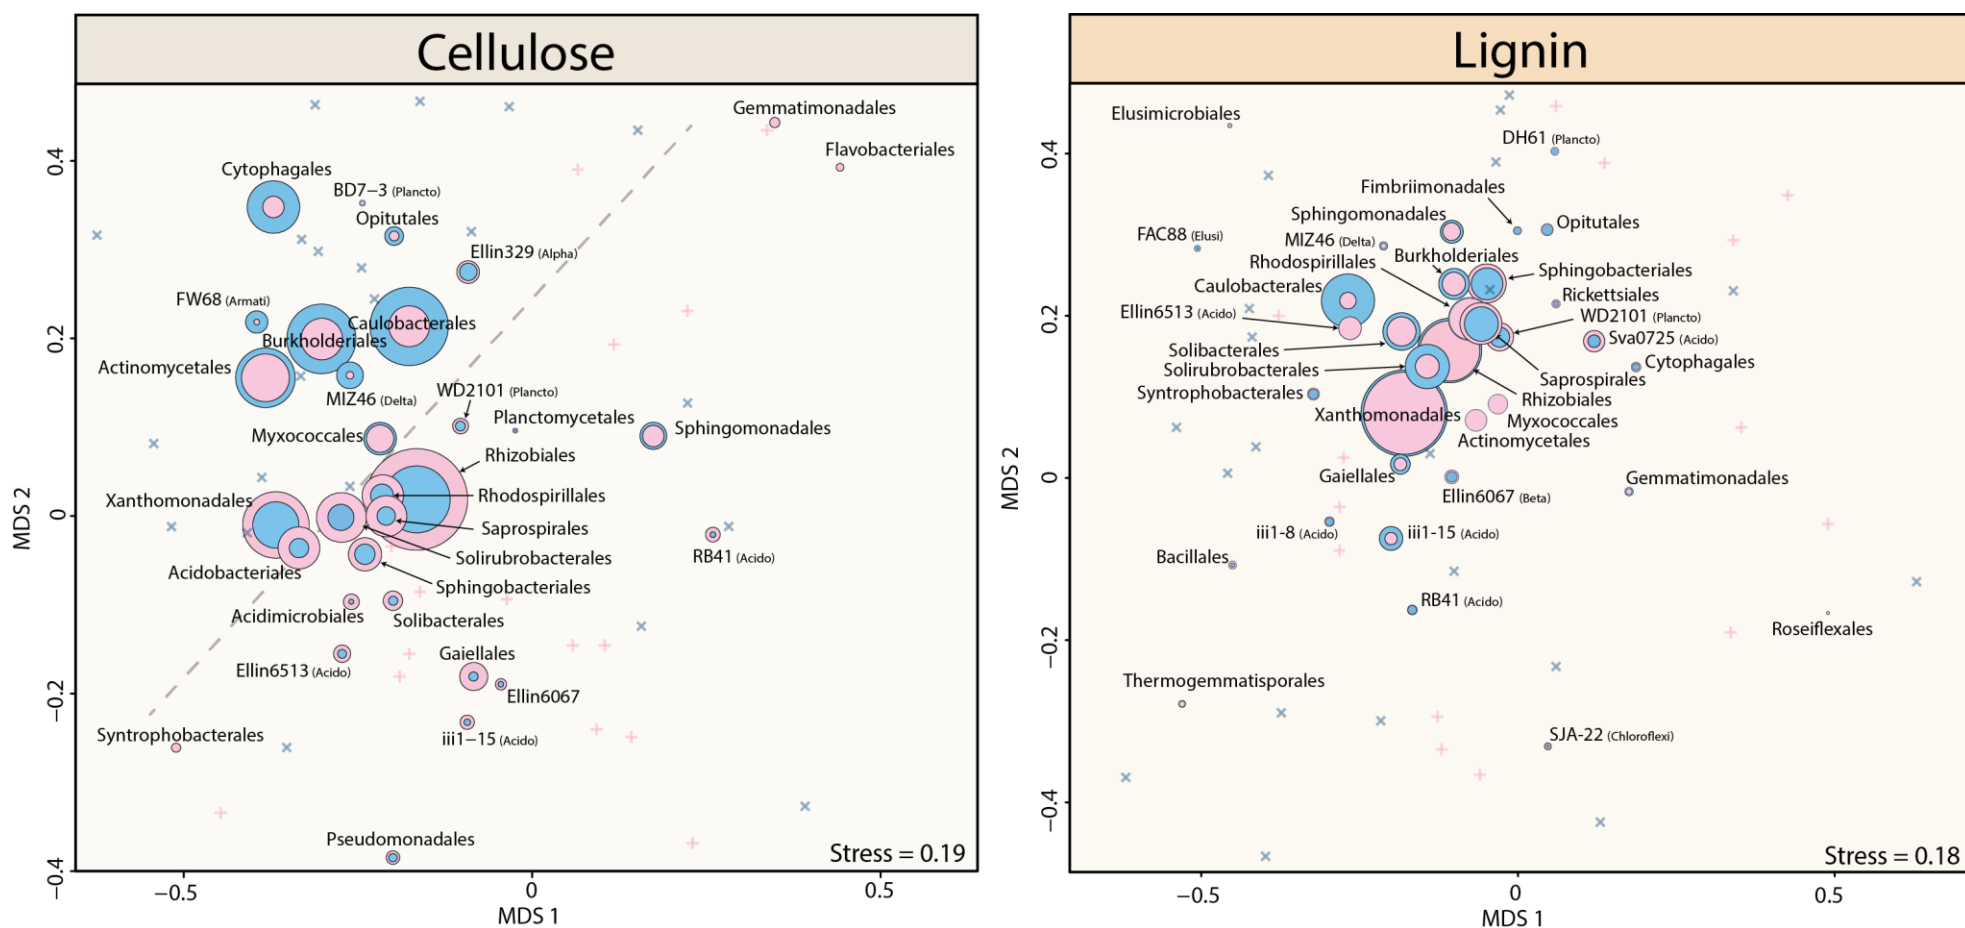 Cellulose
Gemmatimonadales
Flavobacteriales
Cytophagales
BD7−3 (Plancto)
Opitutales
Ellin329 (Alpha)
FW68 (Armati)
Caulobacterales
Burkholderiales
Actinomycetales
MIZ46 (Delta)
WD2101 (Plancto)
Planctomycetales
Myxococcales
Sphingomonadales
Rhizobiales
Xanthomonadales
Rhodospirillales
Saprospirales
Solirubrobacterales
RB41 (Acido)
Acidobacteriales
Sphingobacteriales
Acidimicrobiales
Solibacterales
Ellin6513 (Acido)
Gaiellales
Ellin6067
Syntrophobacterales
iii1−15 (Acido)
Pseudomonadales
Stress = 0.19
MDS 2
0.4
0.2
0
−0.2
−0.4
−0.5
0
0.5
MDS 1
Lignin
Elusimicrobiales
DH61 (Plancto)
Fimbriimonadales
Sphingomonadales
Opitutales
FAC88 (Elusi)
MIZ46 (Delta)
Burkholderiales
Rhodospirillales
Sphingobacteriales
Caulobacterales
Rickettsiales
Ellin6513 (Acido)
WD2101 (Plancto)
Sva0725 (Acido)
Solibacterales
Cytophagales
Solirubrobacterales
Saprospirales
Syntrophobacterales
Rhizobiales
Xanthomonadales
Myxococcales
Actinomycetales
Gaiellales
Gemmatimonadales
Ellin6067 (Beta)
iii1-8 (Acido)
iii1-15 (Acido)
Bacillales
RB41 (Acido)
Roseiflexales
Thermogemmatisporales
SJA-22 (Chloroflexi)
Stress = 0.18
MDS 2
0.4
0.2
0
−0.2
−0.4
−0.5
0
0.5
MDS 1